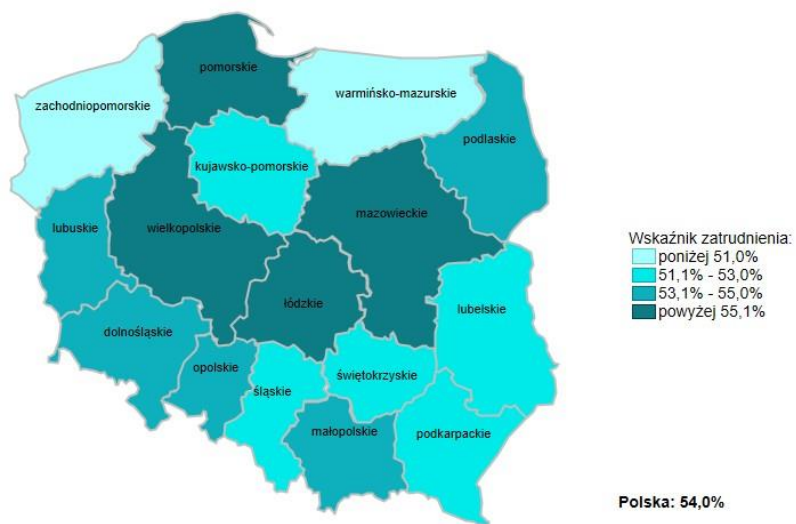 pomorskie
warmińsko-mazurskie
zachodniopomorskie
podlaskie
kujawsko-pomorskie
mazowieckie
lubuskie
wielkopolskie
Wskaźnik zatrudnienia:
poniżej 51,0%
51,1% - 53,0%
53,1% - 55,0%
powyżej 55,1%
łódzkie
lubelskie
dolnośląskie
opolskie
świętokrzyskie
śląskie
małopolskie
podkarpackie
Polska: 54,0%